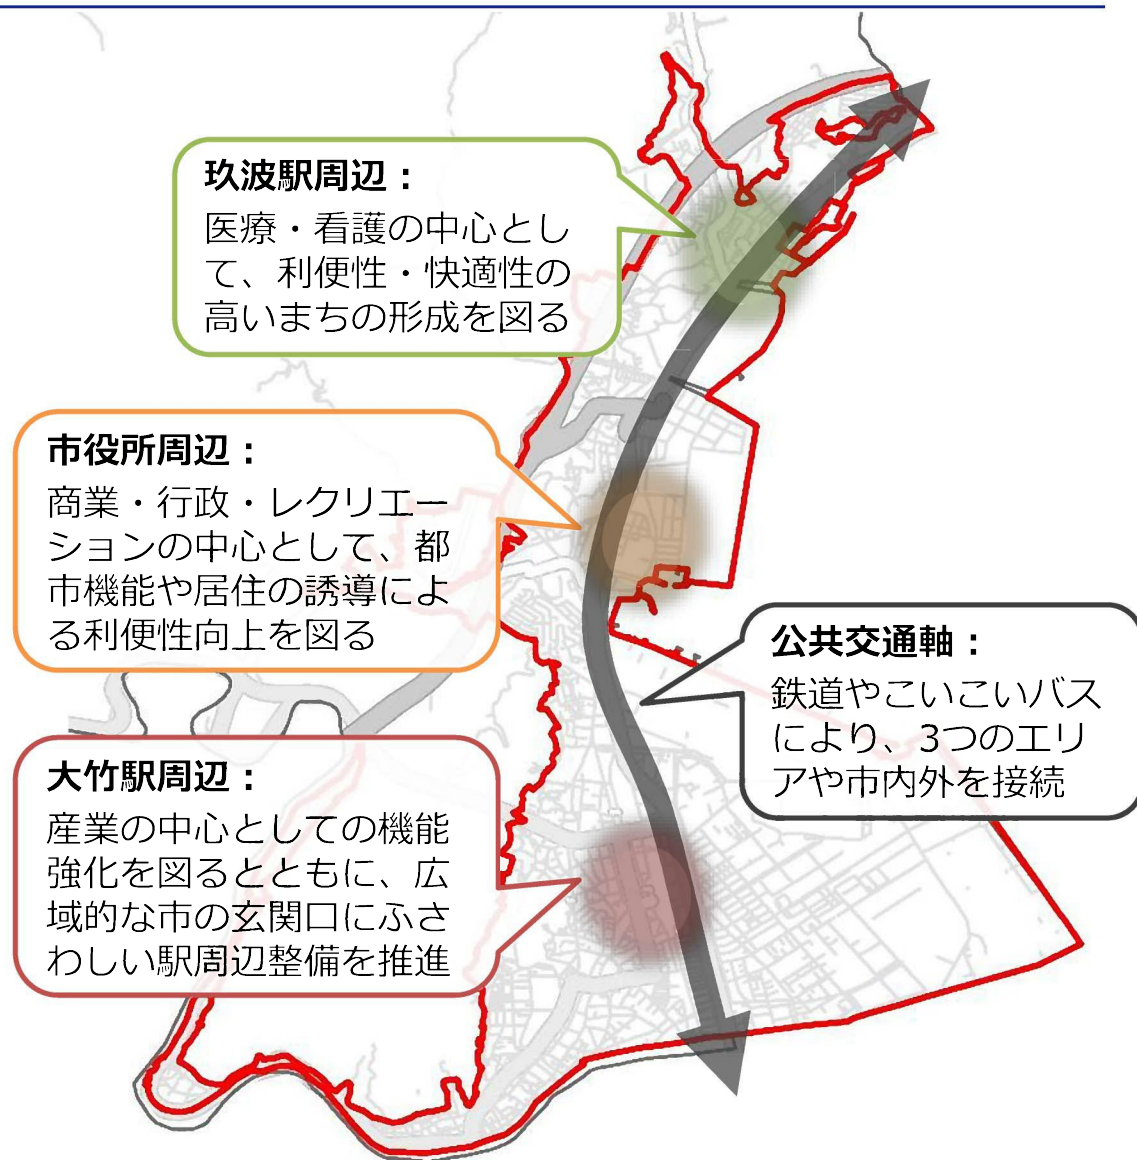 玖波駅周辺：
医療・看護の中心とし
て、利便性・快適性の
高いまちの形成を図る
市役所周辺：
商業・行政・レクリエー
ションの中心として、都
市機能や居住の誘導によ
る利便性向上を図る
公共交通軸：
鉄道やこいこいバス
により、3つのエリ
アや市内外を接続
大竹駅周辺：
産業の中心としての機能
強化を図るとともに、広
域的な市の玄関口にふさ
わしい駅周辺整備を推進